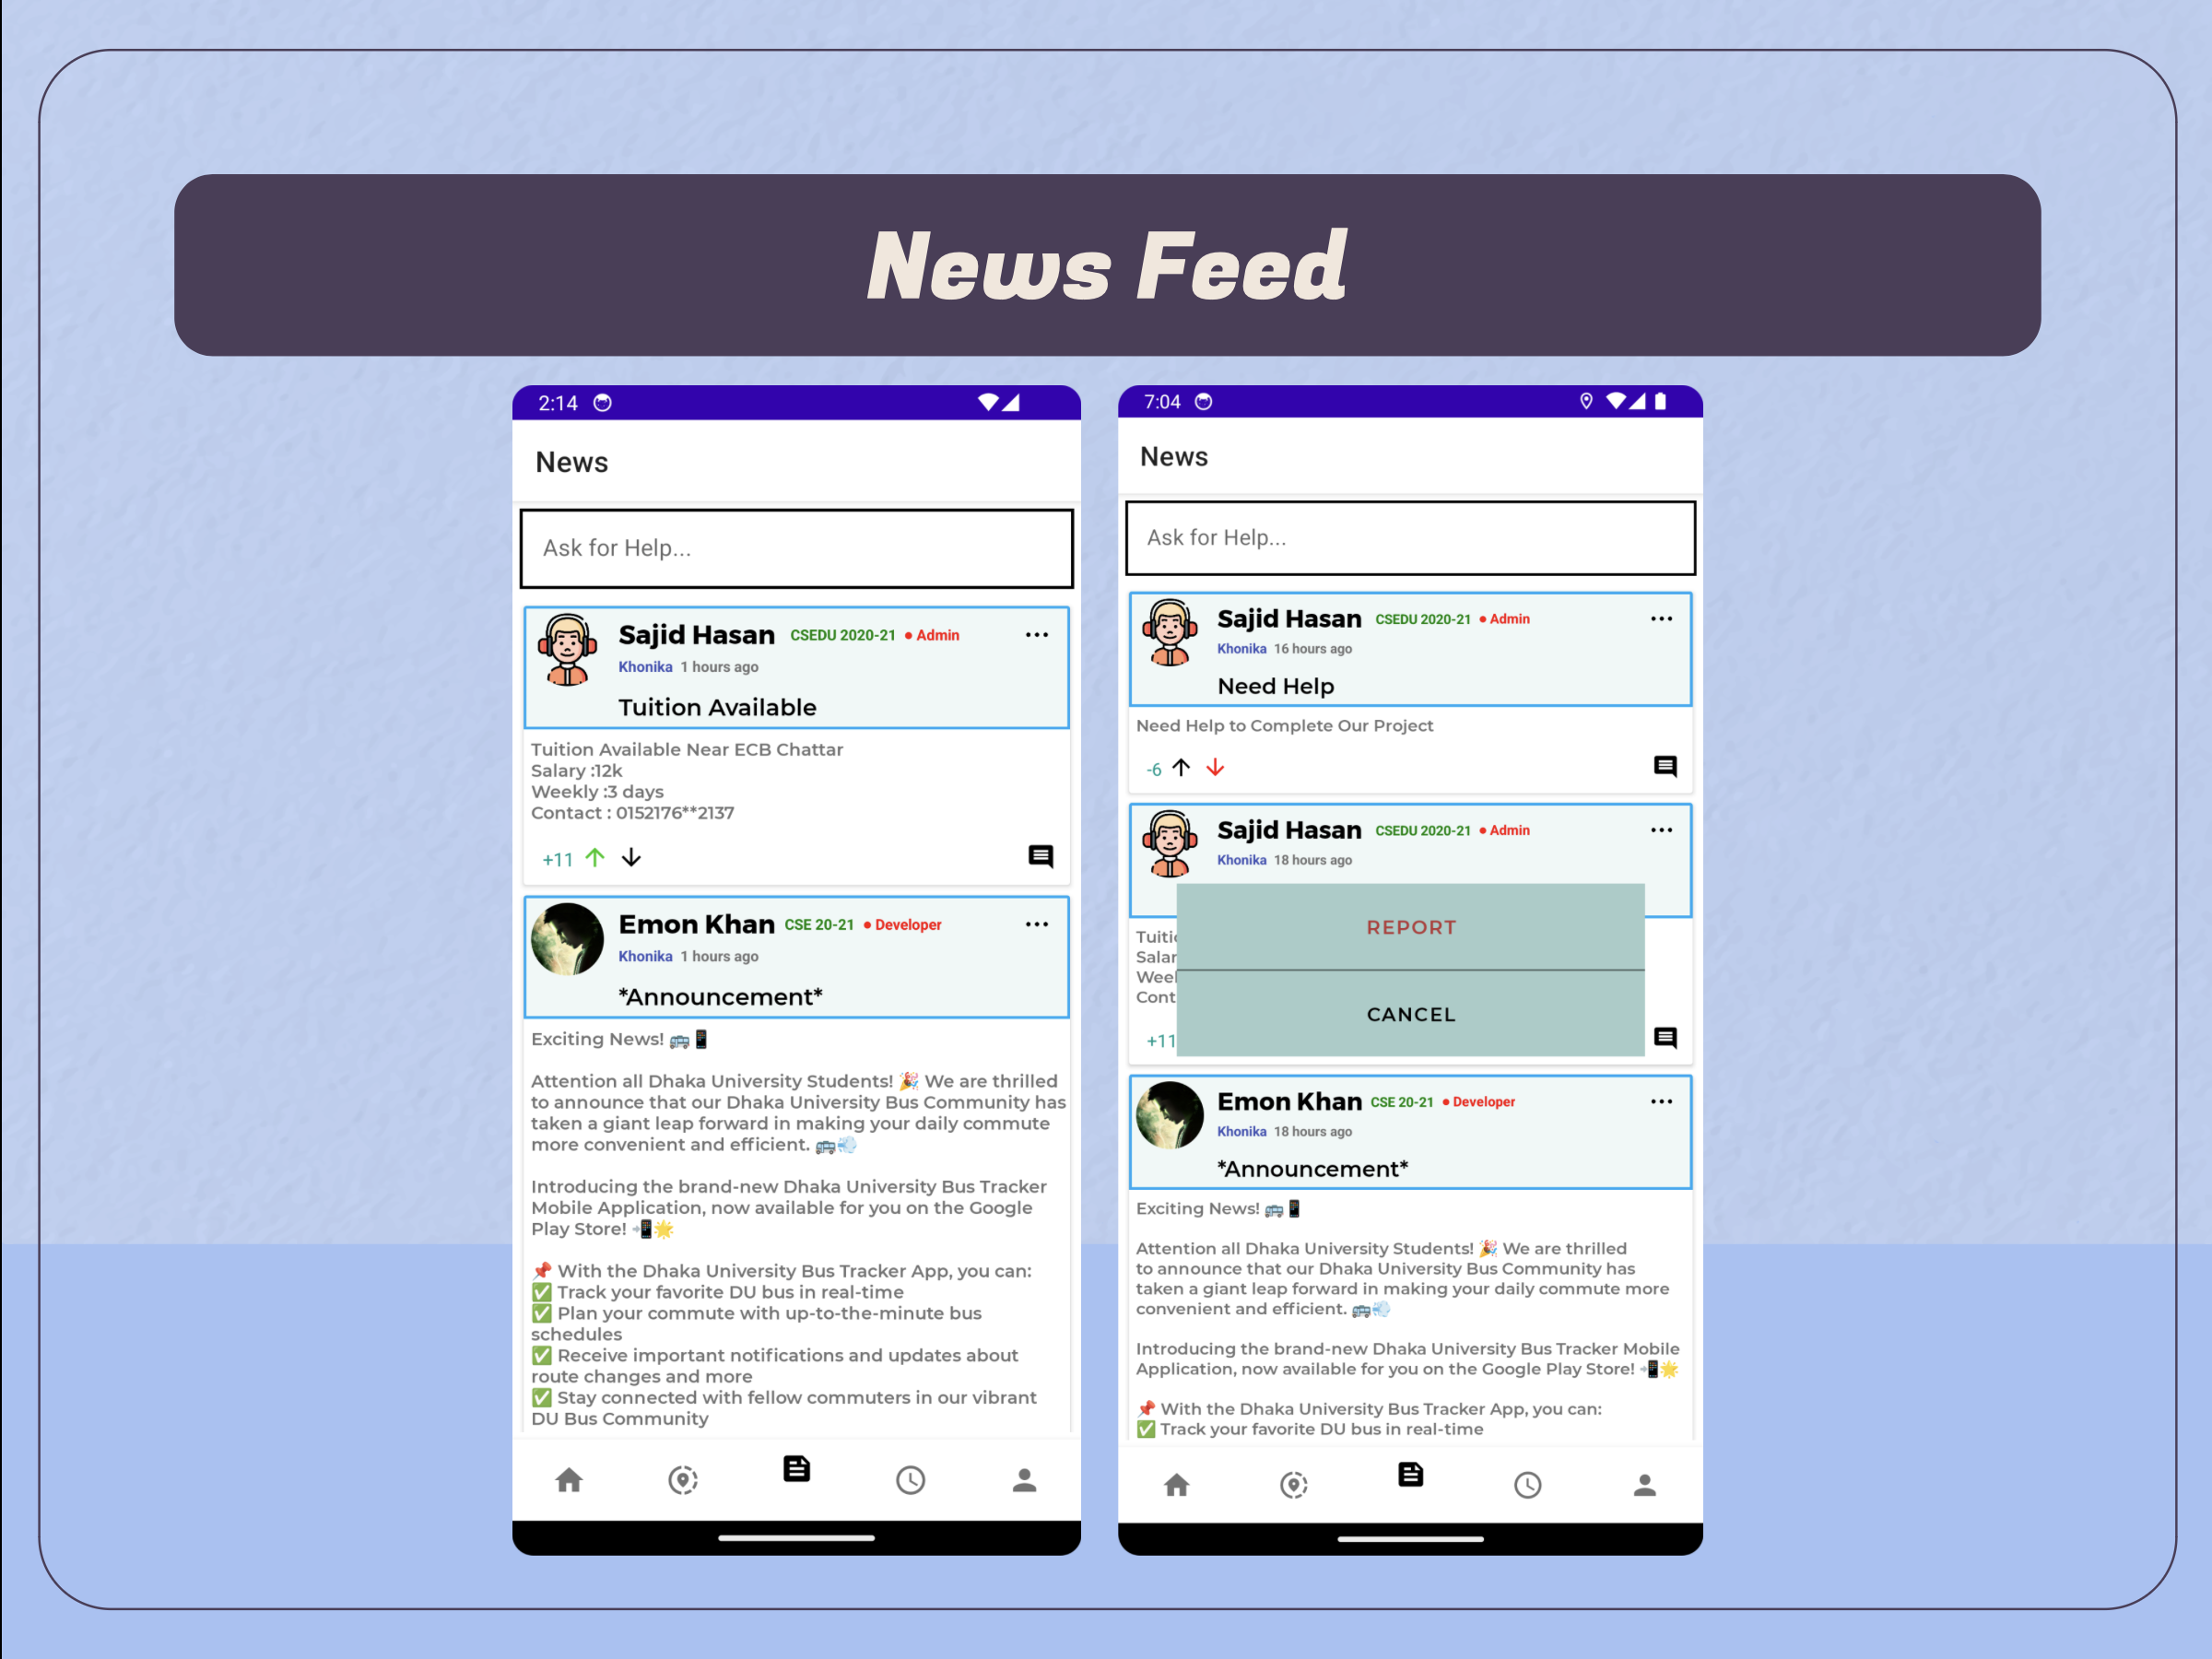 News Feed
2:14
News
Ask for Help...
Sajid Hasan CSEDU 2020-21 • Admin
Khonika 1 hours ago
Tuition Available
Tuition Available Near ECB Chattar
Salary :12k
Weekly :3 days
Contact : 0152176**2137
+11
Emon Khan CSE 20-21 • Developer
Khonika 1 hours ago
*Announcement*
Exciting News! 🚌📱
Attention all Dhaka University Students! 🎉 We are thrilled
to announce that our Dhaka University Bus Community has
taken a giant leap forward in making your daily commute
more convenient and efficient. 🚌💨
Introducing the brand-new Dhaka University Bus Tracker
Mobile Application, now available for you on the Google
Play Store! 📲🌟
📌 With the Dhaka University Bus Tracker App, you can:
✅ Track your favorite DU bus in real-time
✅ Plan your commute with up-to-the-minute bus
schedules
✅ Receive important notifications and updates about
route changes and more
✅ Stay connected with fellow commuters in our vibrant
DU Bus Community
7:04
News
Ask for Help...
Sajid Hasan CSEDU 2020-21 • Admin
Khonika 16 hours ago
Need Help
Need Help to Complete Our Project
-6
Sajid Hasan CSEDU 2020-21 • Admin
Khonika 18 hours ago
REPORT
CANCEL
+11
Emon Khan CSE 20-21 • Developer
Khonika 18 hours ago
*Announcement*
Exciting News! 🚌📱
Attention all Dhaka University Students! 🎉 We are thrilled
to announce that our Dhaka University Bus Community has
taken a giant leap forward in making your daily commute more
convenient and efficient. 🚌💨
Introducing the brand-new Dhaka University Bus Tracker Mobile
Application, now available for you on the Google Play Store! 📲🌟
📌 With the Dhaka University Bus Tracker App, you can:
✅ Track your favorite DU bus in real-time